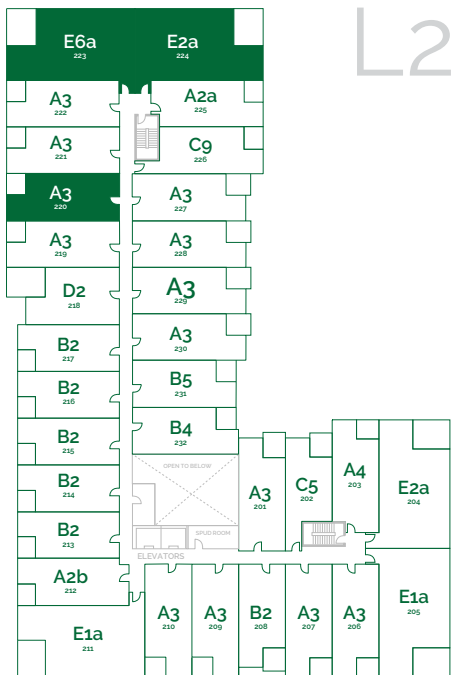 L2
E6a
223
E2a
224
A3
222
A2a
225
A3
221
C9
226
A3
220
A3
227
A3
219
A3
228
D2
218
A3
229
A3
230
B2
217
B5
231
B2
216
B4
232
B2
215
OPEN TO BELOW
B2
214
A3
201
C5
202
A4
203
E2a
204
B2
213
SPUD ROOM
ELEVATORS
A2b
212
E1a
211
A3
210
A3
209
B2
208
A3
207
A3
206
E1a
205